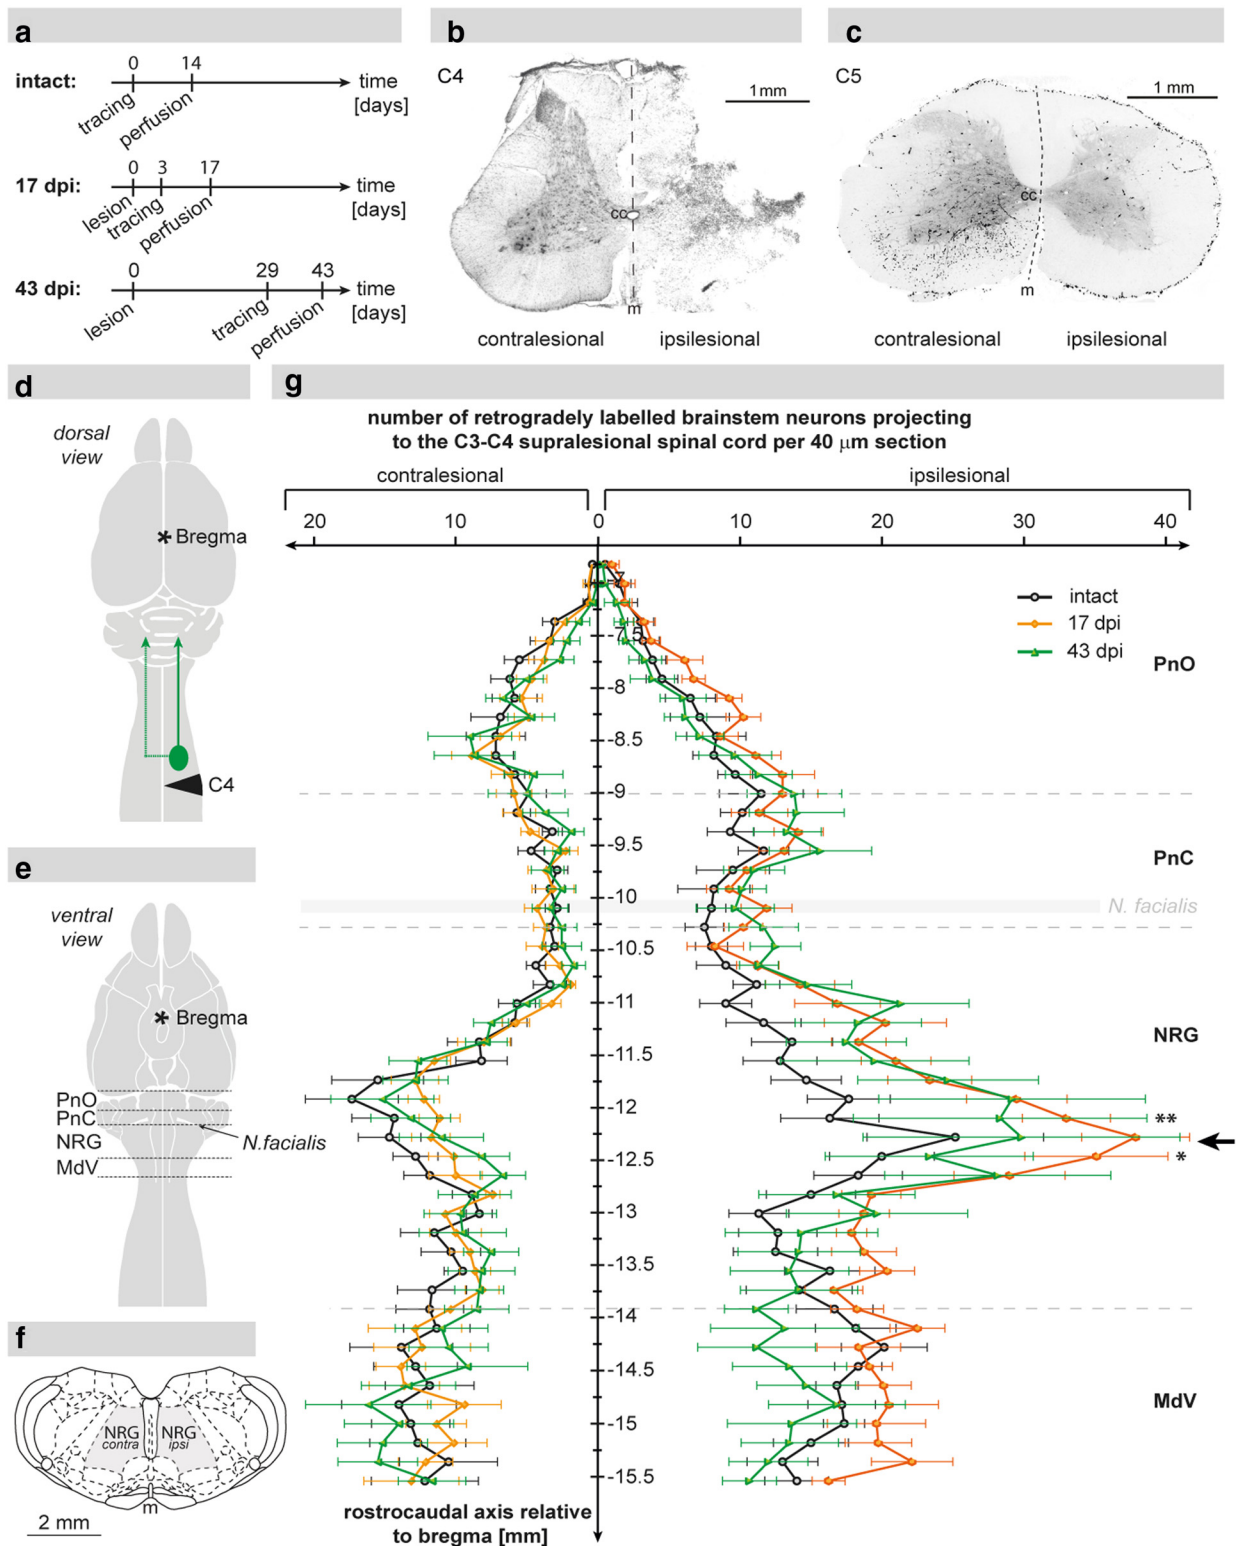 a
intact:
0
14
tracing
perfusion
time
[days]
17 dpi:
0
3
17
lesion
tracing
perfusion
time
[days]
43 dpi:
0
29
43
lesion
tracing
perfusion
time
[days]
b
C4
1mm
cc
m
contralesional
ipsilesional
c
C5
1 mm
cc
m
contralesional
ipsilesional
d
dorsal
view
* Bregma
C4
e
ventral
view
* Bregma
PnO
PnC
NRG
MdV
N.facialis
f
NRG
contra
NRG
ipsi
m
2 mm
g
number of retrogradely labelled brainstem neurons projecting
to the C3-C4 supralesional spinal cord per 40 μm section
contralesional
ipsilesional
20
10
0
10
20
30
40
intact
17 dpi
43 dpi
-7
-7.5
-8
-8.5
-9
-9.5
-10
-10.5
-11
-11.5
-12
-12.5
-13
-13.5
-14
-14.5
-15
-15.5
PnO
PnC
N. facialis
NRG
**
*
MdV
rostrocaudal axis relative
to bregma [mm]